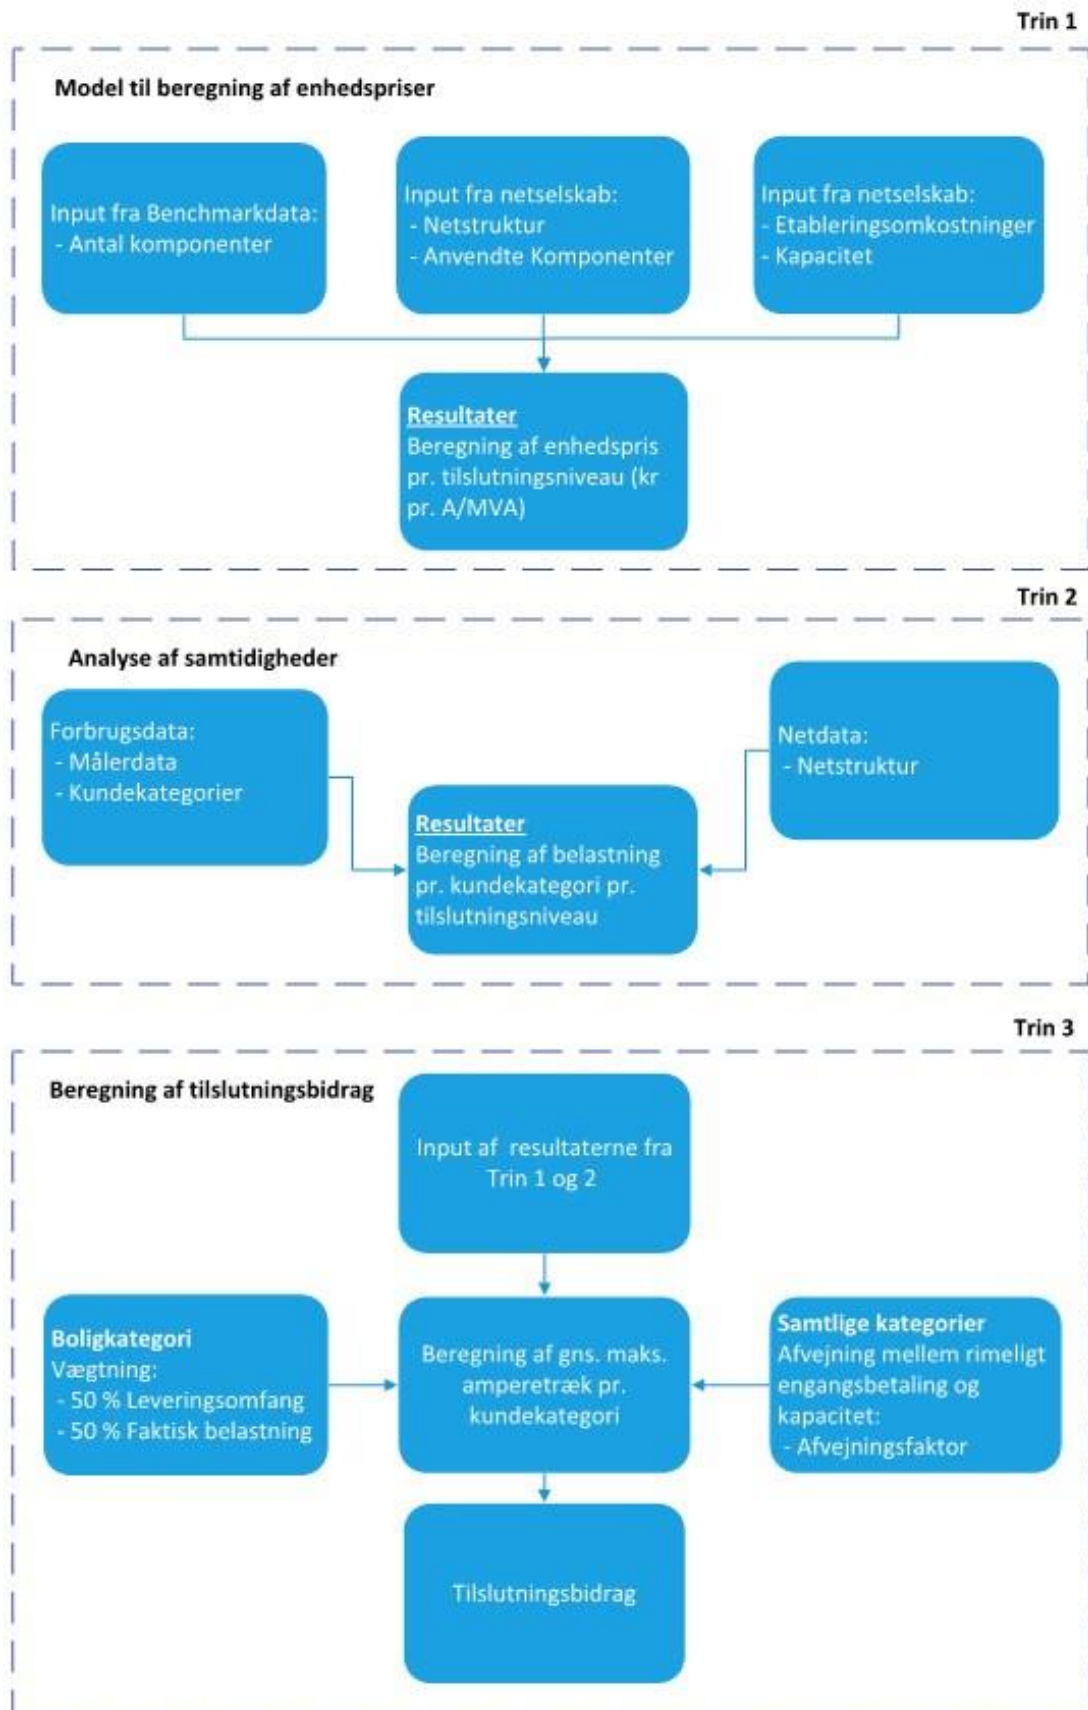 Trin 1
Model til beregning af enhedspriser
Input fra Benchmarkdata:
- Antal komponenter
Input fra netselskab:
- Netstruktur
- Anvendte Komponenter
Input fra netselskab:
- Etableringsomkostninger
- Kapacitet
Resultater
Beregning af enhedspris
pr. tilslutningsniveau (kr
pr. A/MVA)
Trin 2
Analyse af samtidigheder
Forbrugsdata:
- Målerdata
- Kundekategorier
Netdata:
- Netstruktur
Resultater
Beregning af belastning
pr. kundekategori pr.
tilslutningsniveau
Trin 3
Beregning af tilslutningsbidrag
Input af resultaterne fra
Trin 1 og 2
Boligkategori
Vægtning:
- 50 % Leveringsomfang
- 50 % Faktisk belastning
Beregning af gns. maks.
amperetræk pr.
kundekategori
Samtlige kategorier
Afvejning mellem rimeligt
engangsbetaling og
kapacitet:
- Afvejningsfaktor
Tilslutningsbidrag